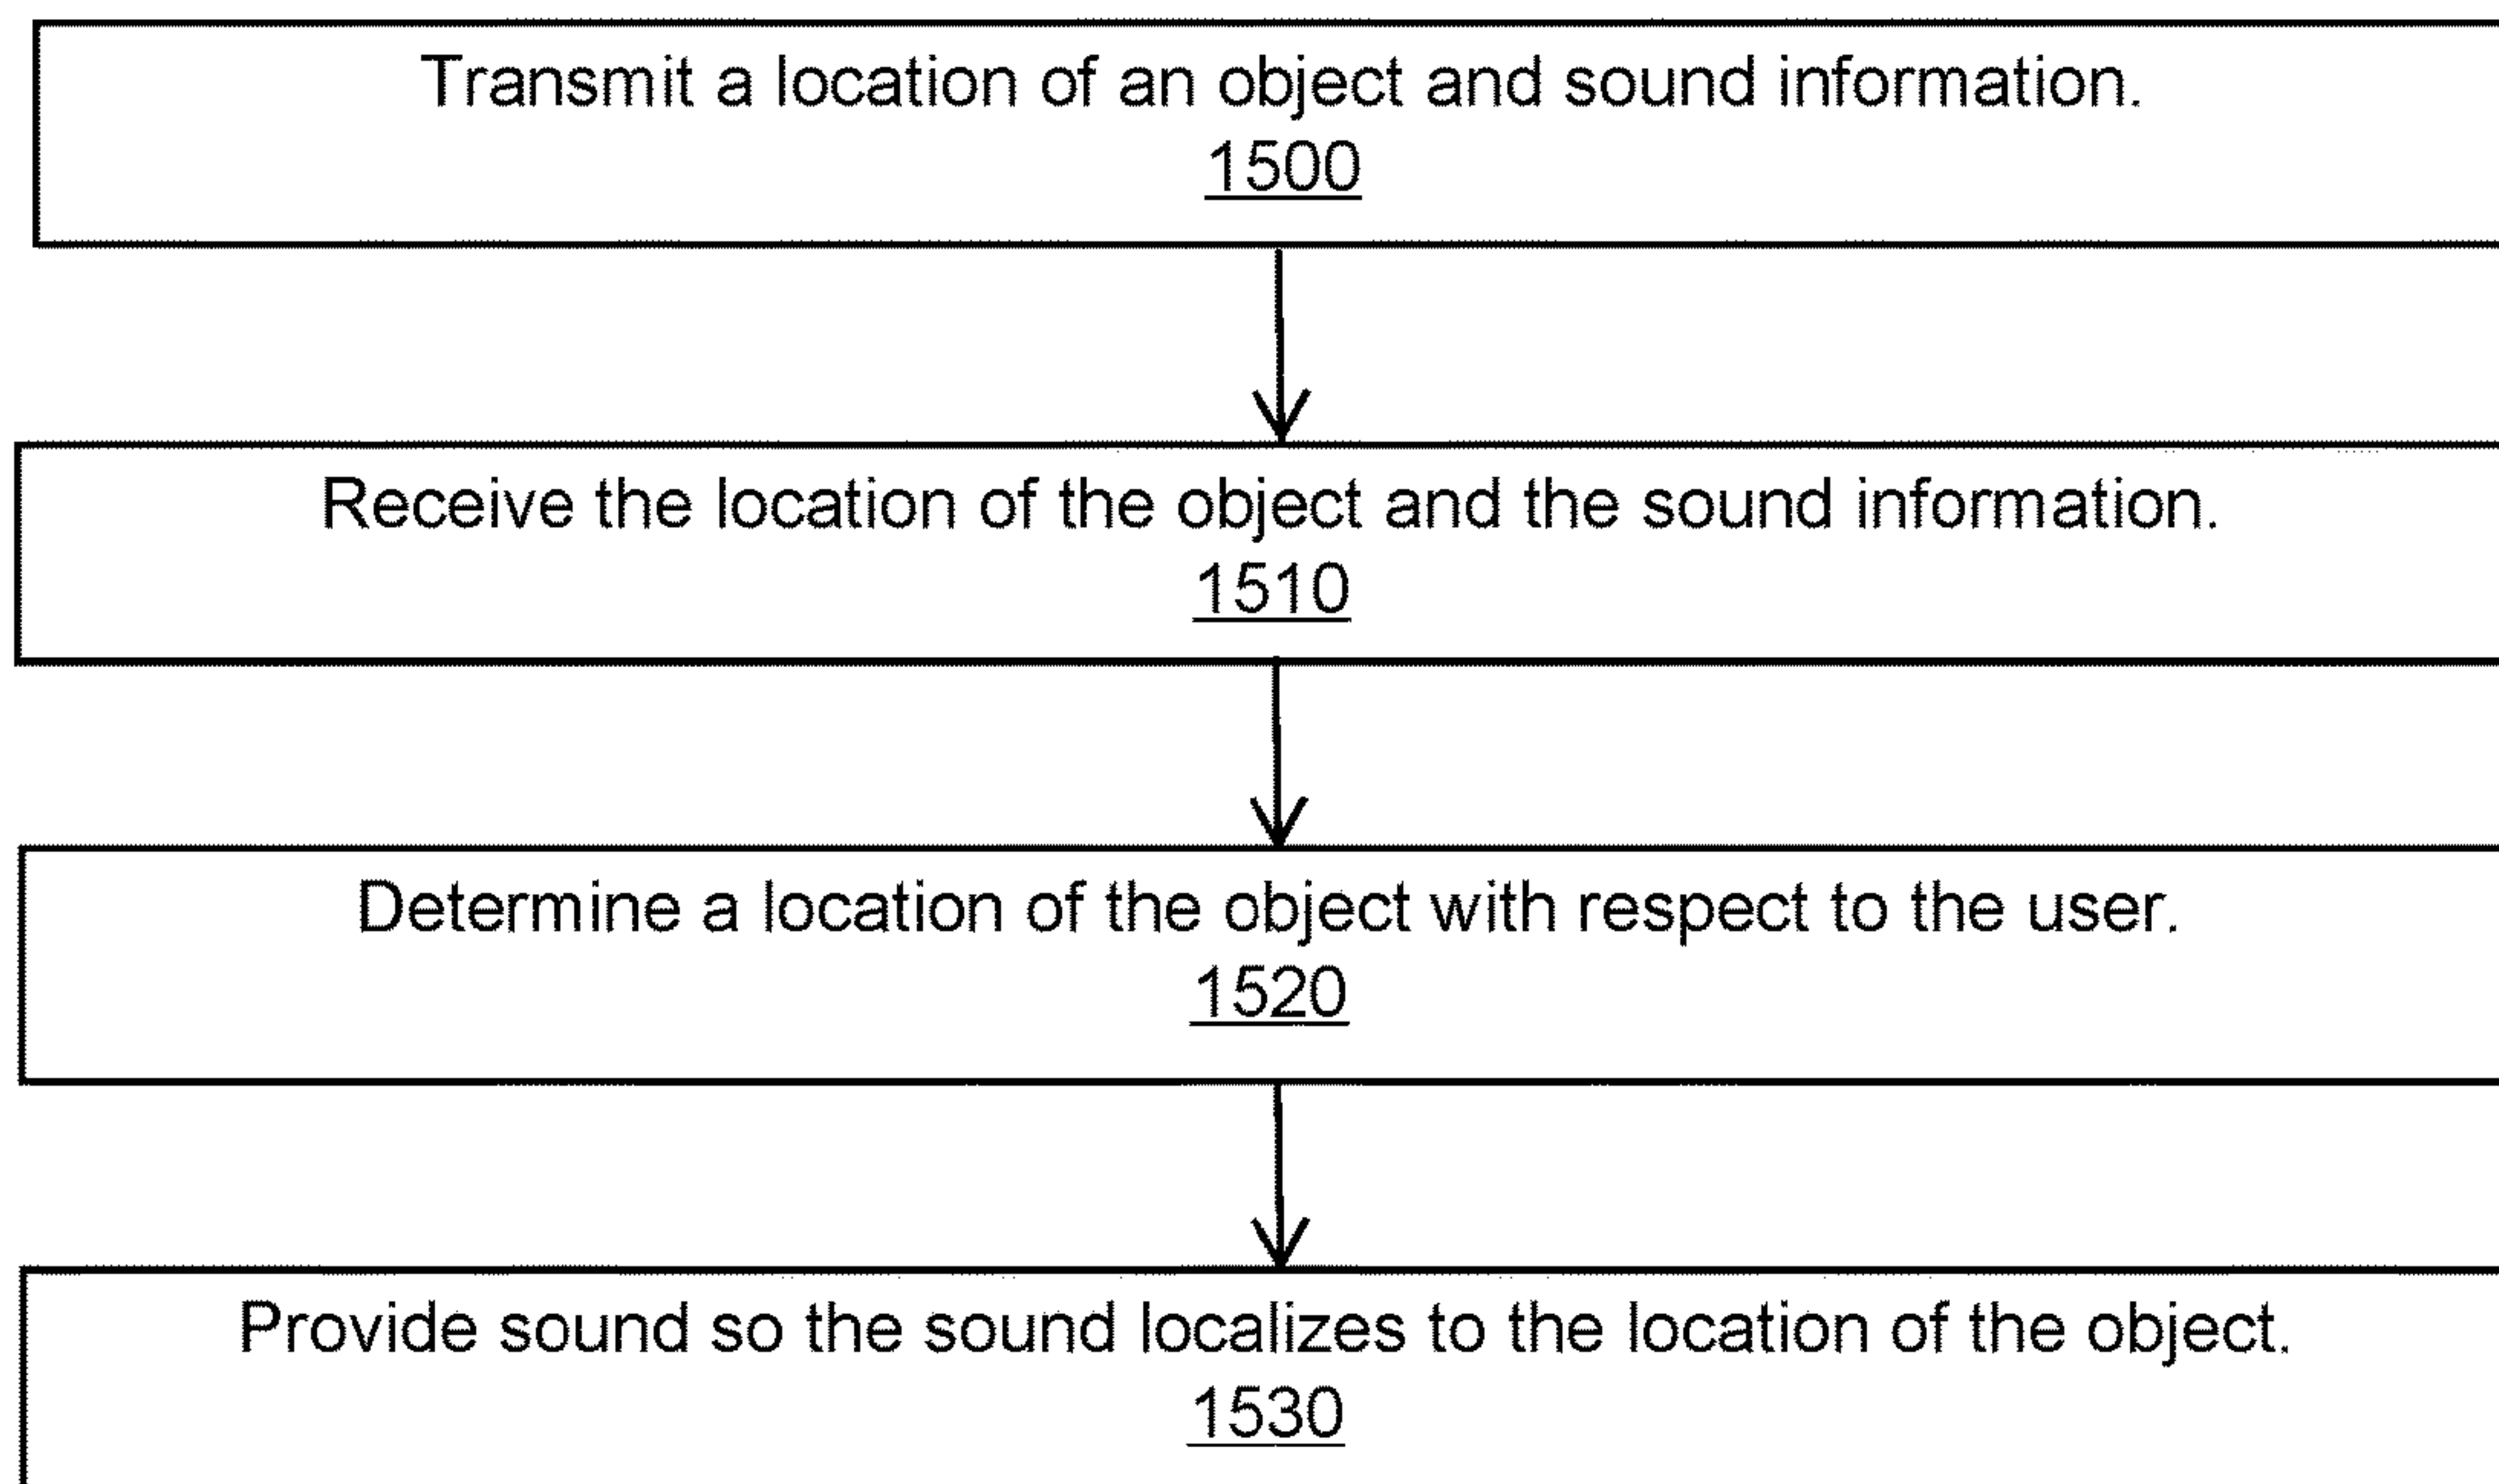 Transmit a location of an object and sound information.
1500
Receive the location of the object and the sound information.
1510
Determine a location of the object with respect to the user.
1520
Provide sound so the sound localizes to the location of the object.
1530